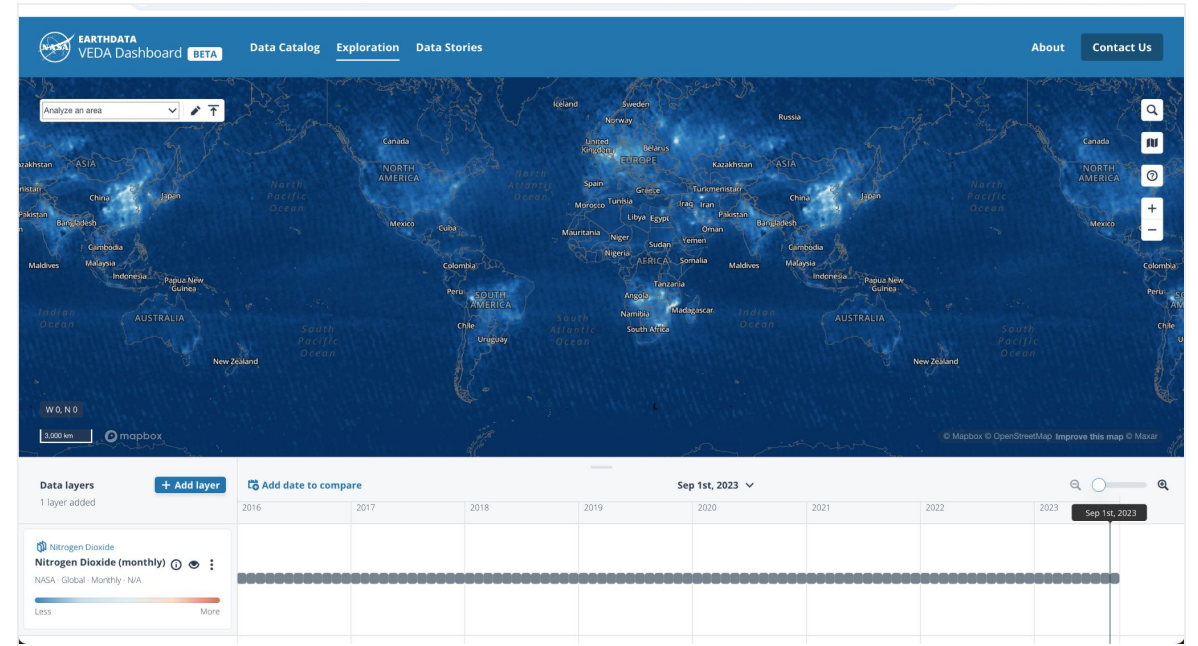 EARTHDATA
VEDA Dashboard BETA
Data Catalog Exploration Data Stories
About Contact Us
NASA
Analyze an area
Iceland Sweden
Norway Russia
Canada United Kingdom Belarus Canada
EUROPE
Kazakhstan ASIA Kazakhstan ASIA
NORTH AMERICA North Atlantic Ocean NORTH AMERICA
North Pacific Ocean Spain Greece Turkmenistan North Pacific Ocean
China Japan Morocco Tunisia Iraq Iran China Japan
Pakistan Libya Egypt Pakistan
Bangladesh Mexico Cuba Mauritania Niger Oman Bangladesh Mexico
Sudan Yemen
Cambodia Nigeria AFRICA Somalia Cambodia
Maldives Malaysia Colombia Maldives Malaysia Colombia
Indonesia Papua New Guinea Tanzania Indonesia Papua New Guinea
Peru SOUTH AMERICA Angola Peru
Indian Ocean AUSTRALIA Namibia Madagascar Indian Ocean AUSTRALIA
South Pacific Ocean Chile South Atlantic Ocean South Africa South Pacific Ocean Chile
Uruguay
New Zealand New Zealand
W 0, N 0
3,000 km mapbox
© Mapbox © OpenStreetMap Improve this map © Maxar
Data layers + Add layer Add date to compare Sep 1st, 2023
1 layer added
2016 2017 2018 2019 2020 2021 2022 2023
Sep 1st, 2023
Nitrogen Dioxide
Nitrogen Dioxide (monthly)
NASA · Global · Monthly · N/A
Less More